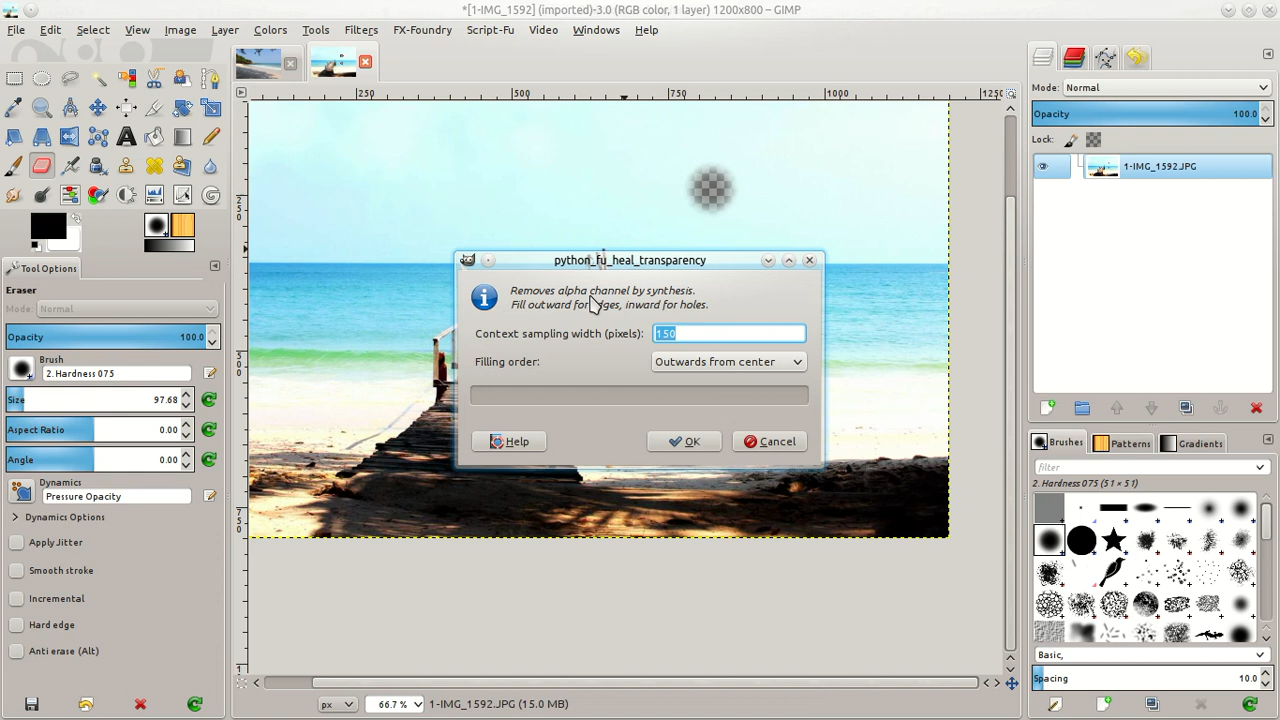 *[1-IMG_1592] (imported)-3.0 (RGB color, 1 layer) 1200x800 – GIMP
File Edit Select View Image Layer Colors Tools Filters FX-Foundry Script-Fu Video Windows Help
250 500 750 1000 1250
Mode: Normal
Opacity 100.0
Lock:
1-IMG_1592.JPG
250
500
750
1
Tool Options
Eraser
Mode: Normal
Opacity 100.0
Brush
2. Hardness 075
Size 97.68
Aspect Ratio 0.00
Angle 0.00
Dynamics
Pressure Opacity
Dynamics Options
Apply Jitter
Smooth stroke
Incremental
Hard edge
Anti erase (Alt)
python_fu_heal_transparency
Removes alpha channel by synthesis.
Fill outward for edges, inward for holes.
Context sampling width (pixels): 150
Filling order: Outwards from center
Help OK Cancel
Brushes Patterns Gradients
filter
2. Hardness 075 (51 × 51)
Basic,
Spacing 10.0
px 66.7 % 1-IMG_1592.JPG (15.0 MB)